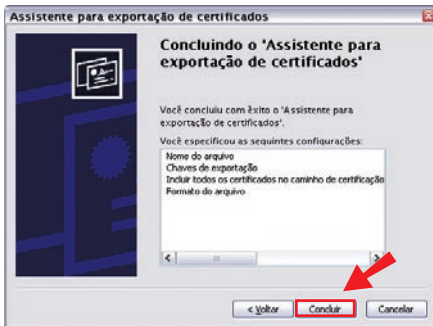 Assistente para exportação de certificados
Concluindo o 'Assistente para
exportação de certificados'
Você concluiu com êxito o 'Assistente para
exportação de certificados'.
Você especificou as seguintes configurações:
Nome do arquivo
Chaves de exportação
Incluir todos os certificados no caminho de certificação
Formato do arquivo
< Voltar
Concluir
Cancelar